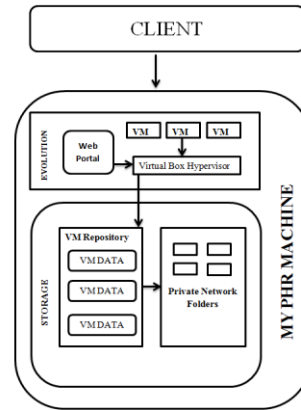 CLIENT
EVOLUTION
Web
Portal
VM
VM
VM
Virtual Box Hypervisor
MY PHR MACHINE
STORAGE
VM Repository
VM DATA
VM DATA
VM DATA
Private Network
Folders